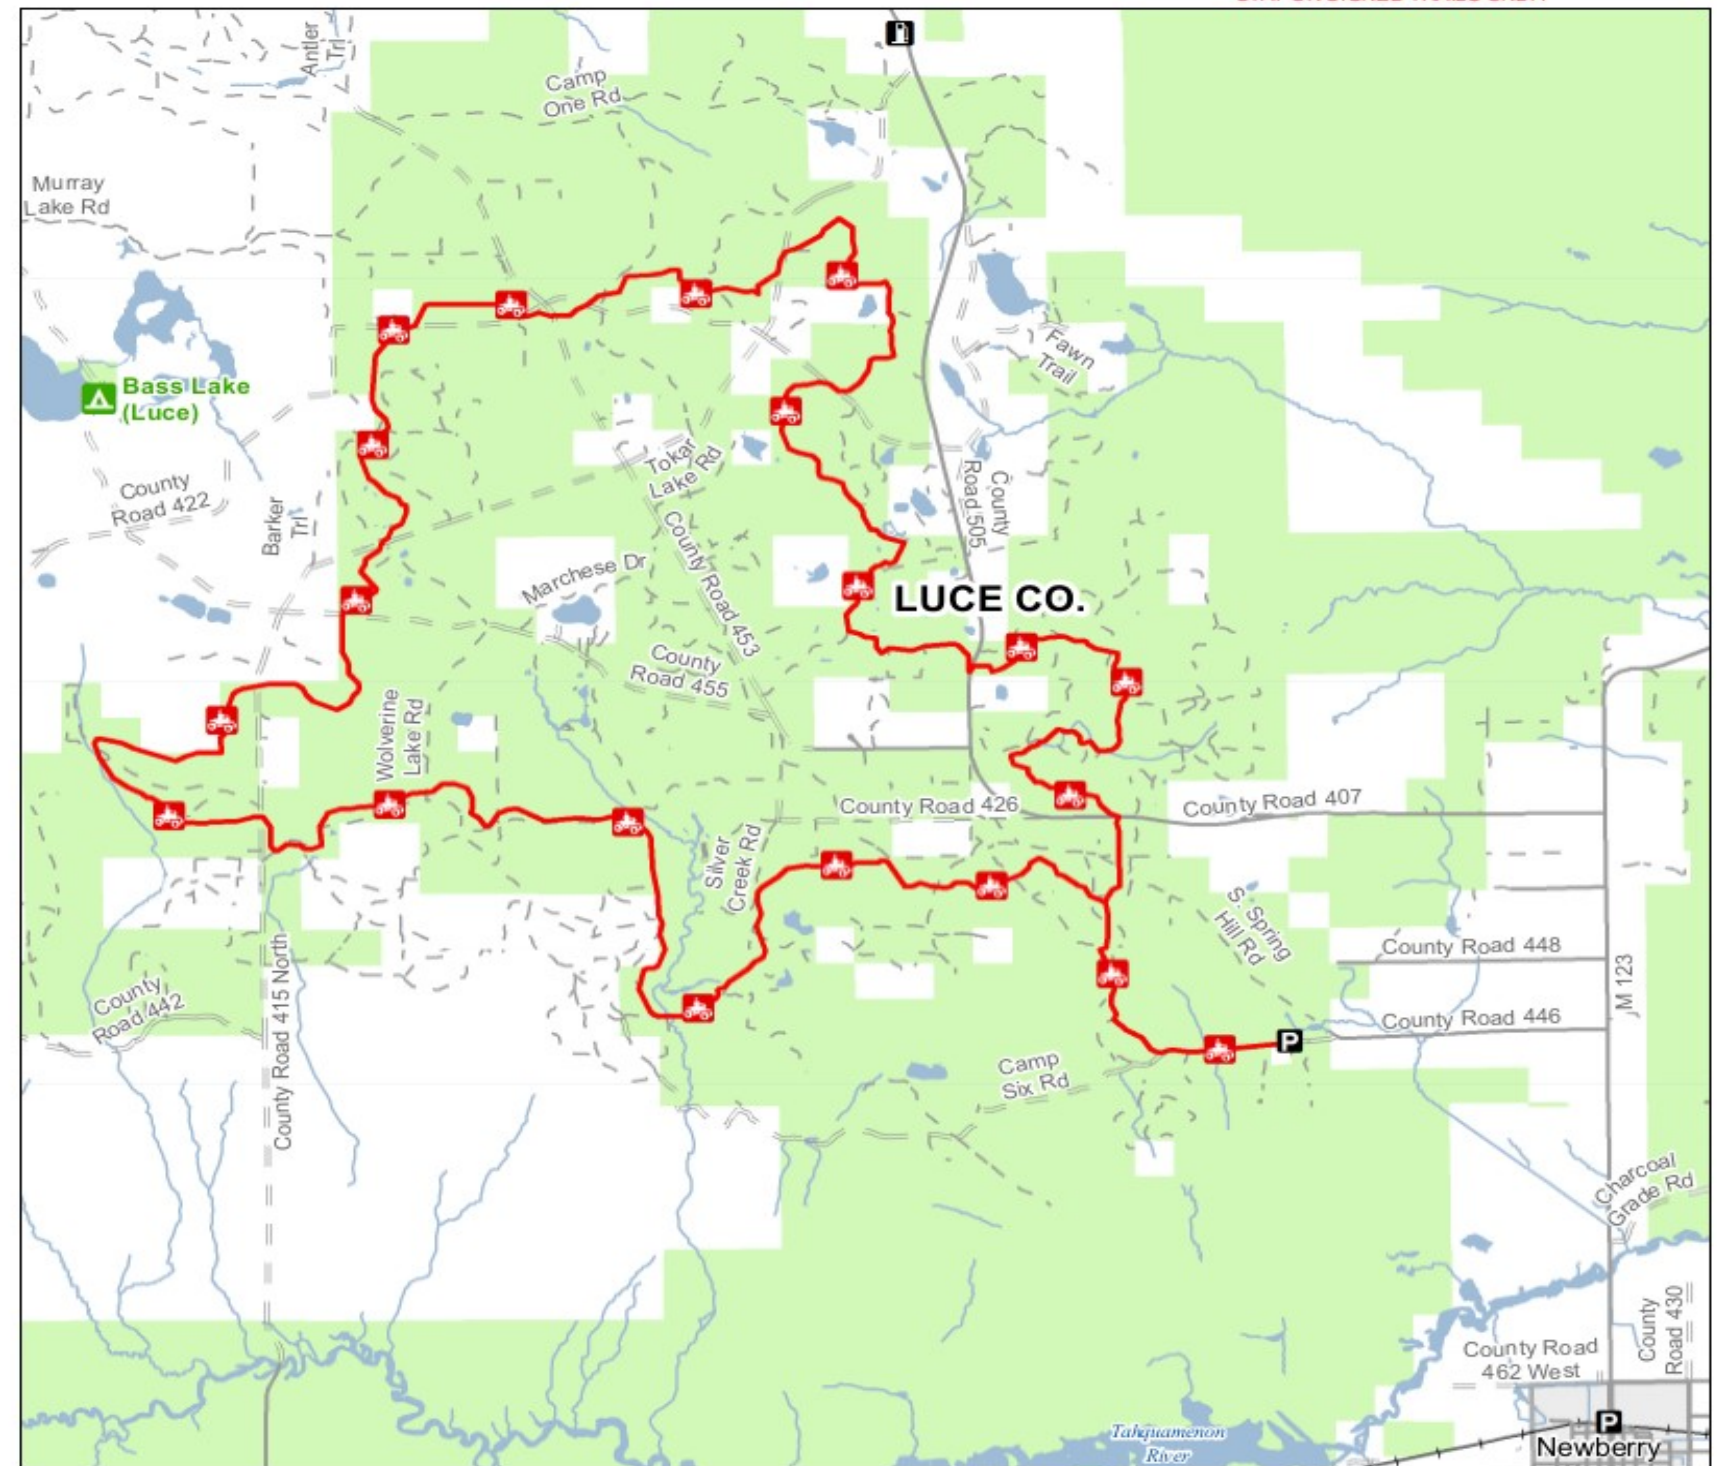 Antler
Trl
Camp
One Rd
Murray
Lake Rd
Fawn
Trail
Bass Lake
(Luce)
Tokar
Lake Rd
County
Road 422
Barker
Trl
County
Road 505
County Road 453
Marchese Dr
LUCE CO.
County
Road 455
Wolverine
Lake Rd
County Road 426
County Road 407
Silver
Creek Rd
S. Spring
Hill Rd
County Road 448
M 123
County
Road 442
County Road 415 North
County Road 446
P
Camp
Six Rd
Charcoal
Grade Rd
County
Road 430
County Road
462 West
Tahquamenon
River
P
Newberry